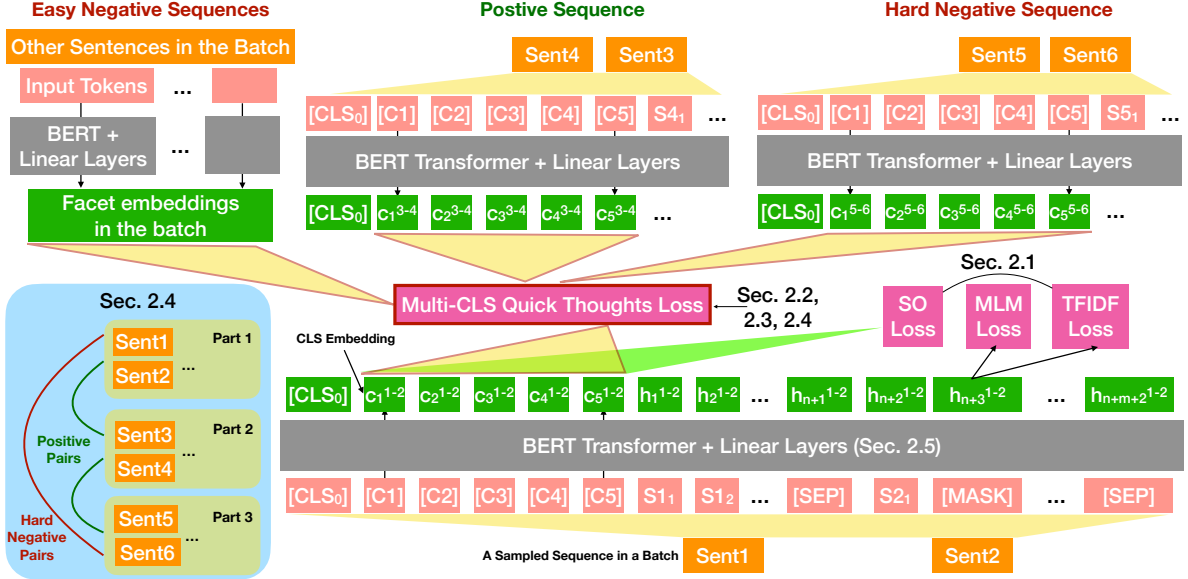 Easy Negative Sequences
Other Sentences in the Batch
Input Tokens ...
BERT +
Linear Layers ...
Facet embeddings
in the batch
Postive Sequence
Sent4 Sent3
[CLS₀] [C1] [C2] [C3] [C4] [C5] S4₁ ...
BERT Transformer + Linear Layers
[CLS₀] c₁³⁻⁴ c₂³⁻⁴ c₃³⁻⁴ c₄³⁻⁴ c₅³⁻⁴ ...
Hard Negative Sequence
Sent5 Sent6
[CLS₀] [C1] [C2] [C3] [C4] [C5] S5₁ ...
BERT Transformer + Linear Layers
[CLS₀] c₁⁵⁻⁶ c₂⁵⁻⁶ c₃⁵⁻⁶ c₄⁵⁻⁶ c₅⁵⁻⁶ ...
Multi-CLS Quick Thoughts Loss
Sec. 2.2,
2.3, 2.4
Sec. 2.1
SO
Loss
MLM
Loss
TFIDF
Loss
Sec. 2.4
Sent1 Part 1
Sent2 ...
Sent3 Part 2
Sent4 ...
Sent5 Part 3
Sent6 ...
Positive
Pairs
Hard
Negative
Pairs
CLS Embedding
[CLS₀] c₁¹⁻² c₂¹⁻² c₃¹⁻² c₄¹⁻² c₅¹⁻² h₁¹⁻² h₂¹⁻² ... hₙ₊₁¹⁻² hₙ₊₂¹⁻² hₙ₊₃¹⁻² ... hₙ₊ₘ₊₂¹⁻²
BERT Transformer + Linear Layers (Sec. 2.5)
[CLS₀] [C1] [C2] [C3] [C4] [C5] S1₁ S1₂ ... [SEP] S2₁ [MASK] ... [SEP]
A Sampled Sequence in a Batch Sent1 Sent2